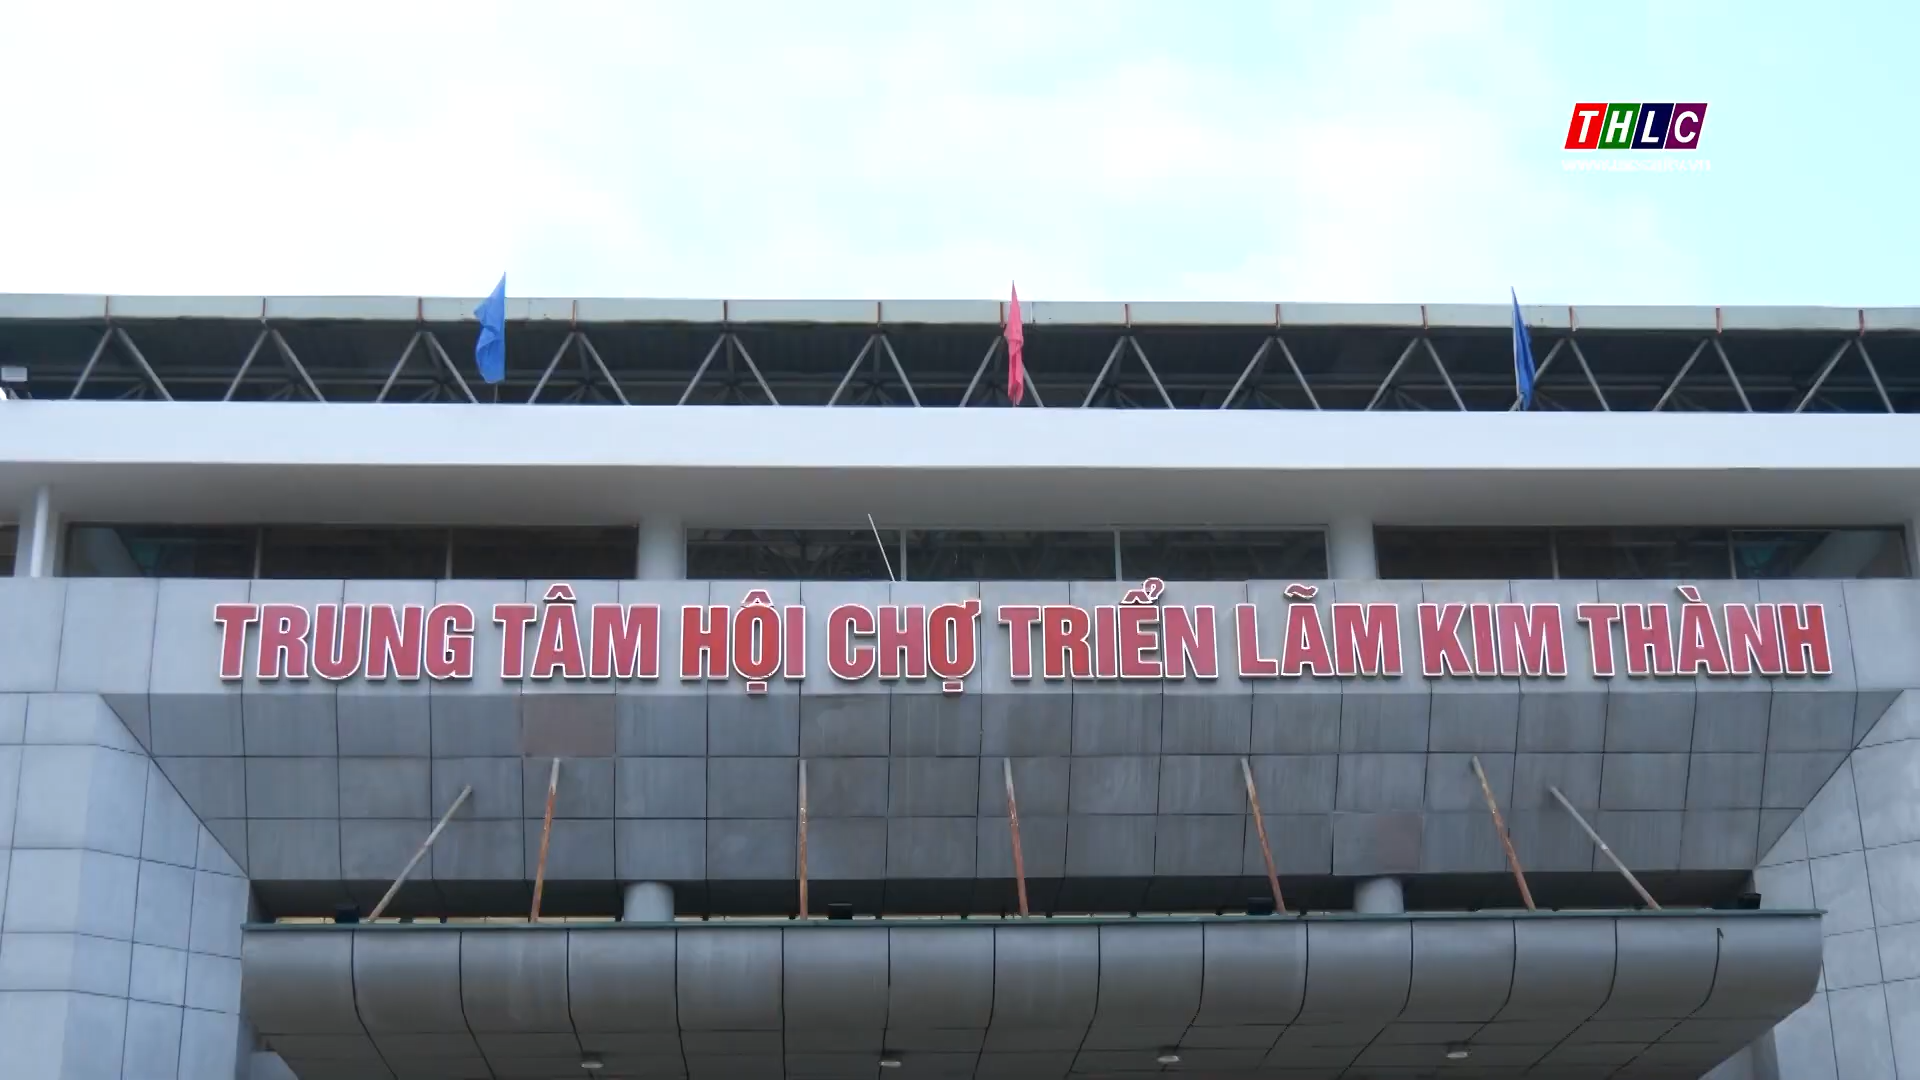 THLC
TRUNG TÂM HỘI CHỢ TRIỂN LÃM KIM THÀNH